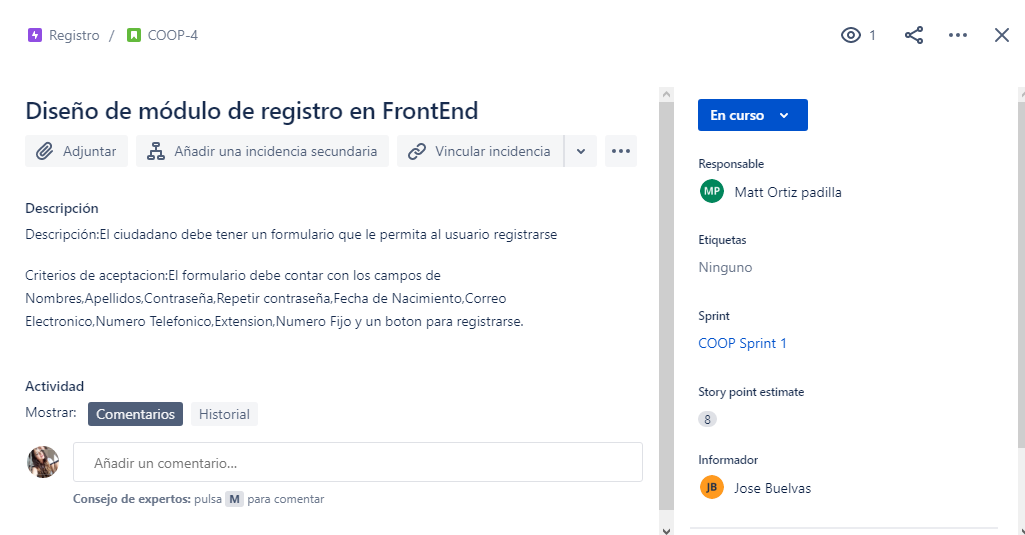 Registro / COOP-4
1
Diseño de módulo de registro en FrontEnd
Adjuntar
Añadir una incidencia secundaria
Vincular incidencia
Descripción
Descripción:El ciudadano debe tener un formulario que le permita al usuario registrarse
Criterios de aceptacion:El formulario debe contar con los campos de
Nombres,Apellidos,Contraseña,Repetir contraseña,Fecha de Nacimiento,Correo
Electronico,Numero Telefonico,Extension,Numero Fijo y un boton para registrarse.
Actividad
Mostrar: Comentarios Historial
Añadir un comentario...
Consejo de expertos: pulsa M para comentar
En curso
Responsable
MP Matt Ortiz padilla
Etiquetas
Ninguno
Sprint
COOP Sprint 1
Story point estimate
8
Informador
JB Jose Buelvas